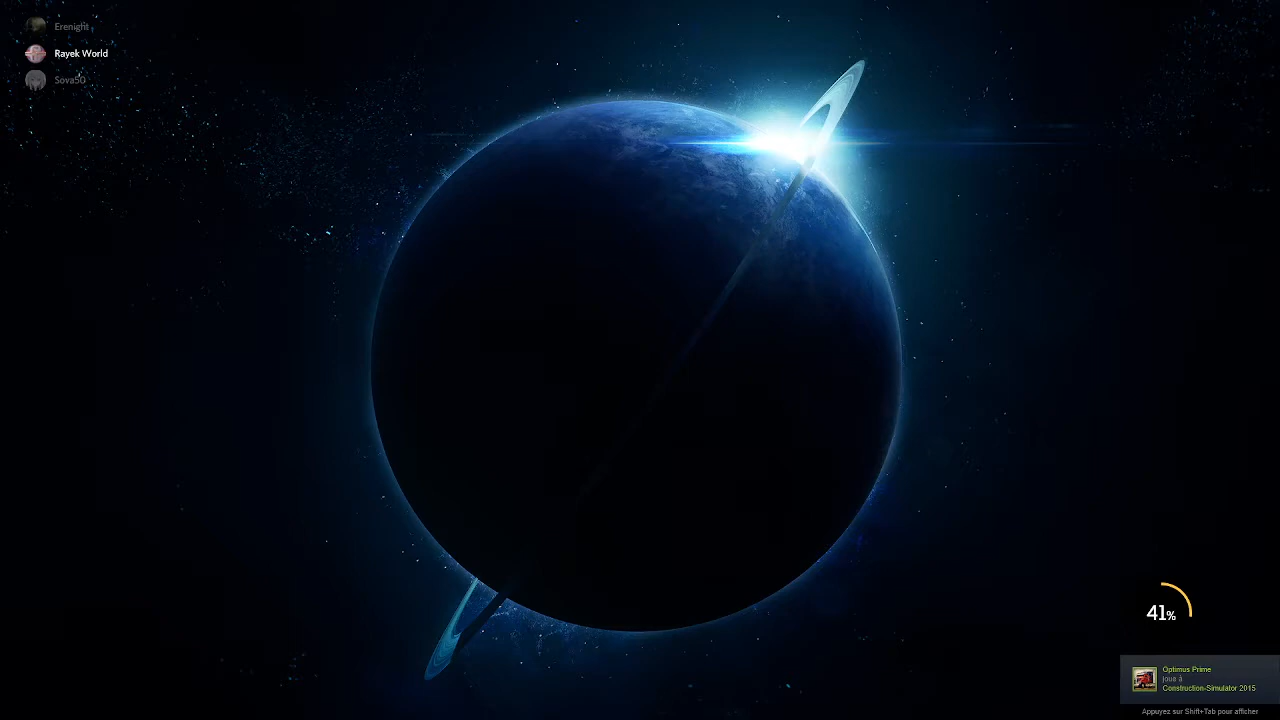 Erenight
Rayek World
Sova50
41%
Optimus Prime
joue à
Construction-Simulator 2015
Appuyez sur Shift+Tab pour afficher